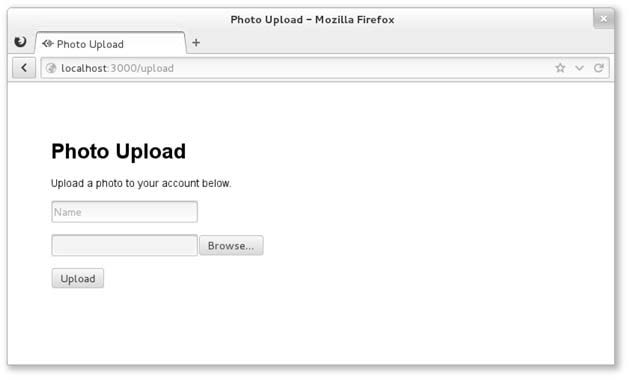 Photo Upload – Mozilla Firefox
Photo Upload
localhost:3000/upload
Photo Upload
Upload a photo to your account below.
Name
Browse...
Upload